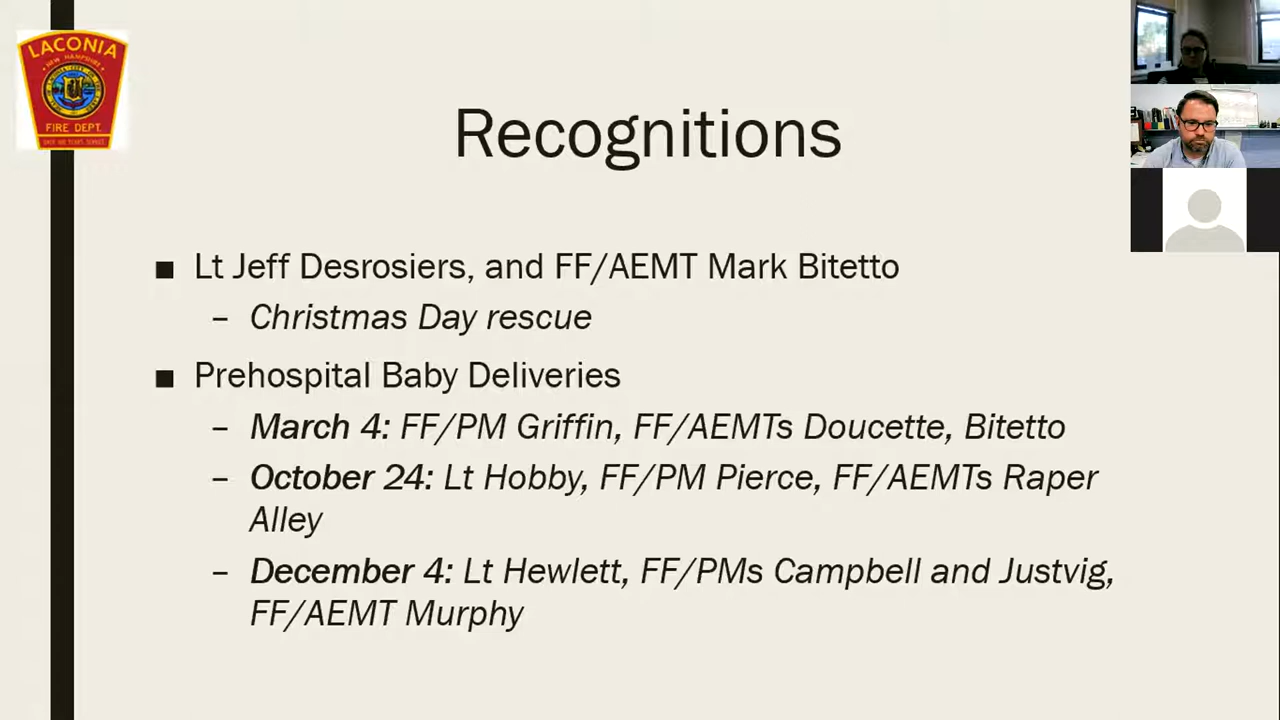 LACONIA
NEW HAMPSHIRE
FIRE DEPT.
Recognitions
■ Lt Jeff Desrosiers, and FF/AEMT Mark Bitetto
– Christmas Day rescue
■ Prehospital Baby Deliveries
– March 4: FF/PM Griffin, FF/AEMTs Doucette, Bitetto
– October 24: Lt Hobby, FF/PM Pierce, FF/AEMTs Raper
Alley
– December 4: Lt Hewlett, FF/PMs Campbell and Justvig,
FF/AEMT Murphy